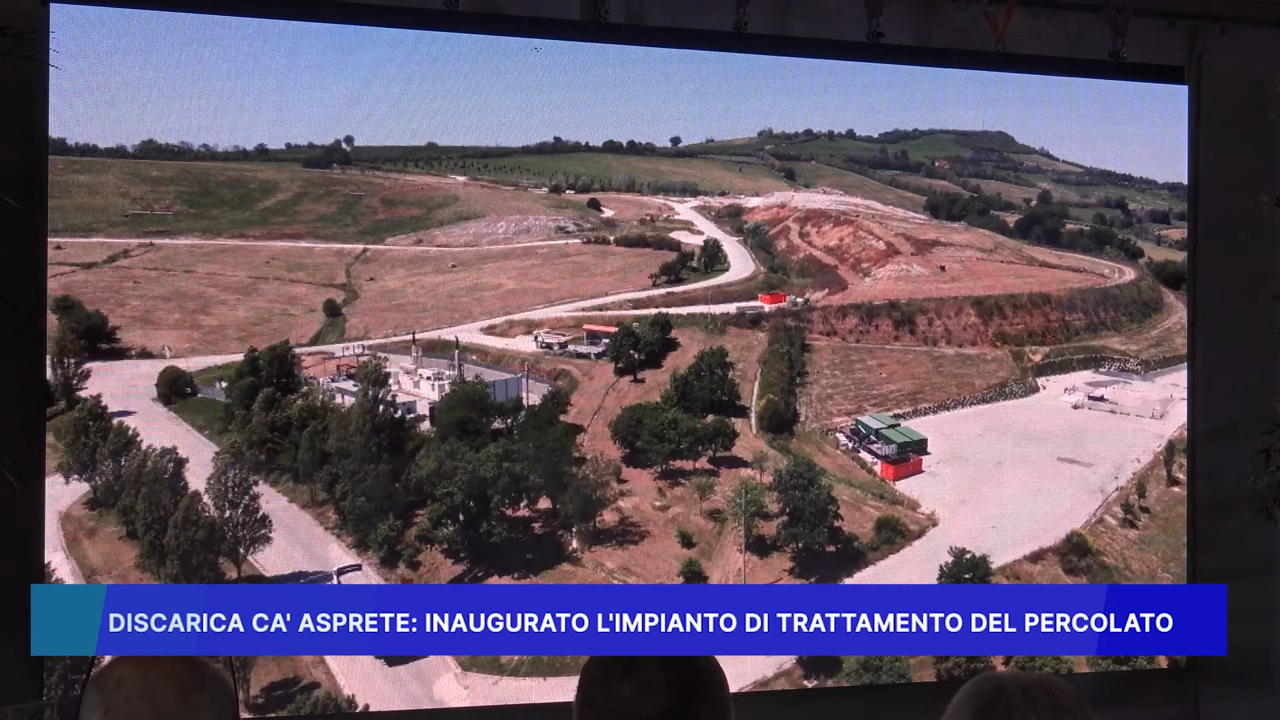 DISCARICA CA' ASPRETE: INAUGURATO L'IMPIANTO DI TRATTAMENTO DEL PERCOLATO